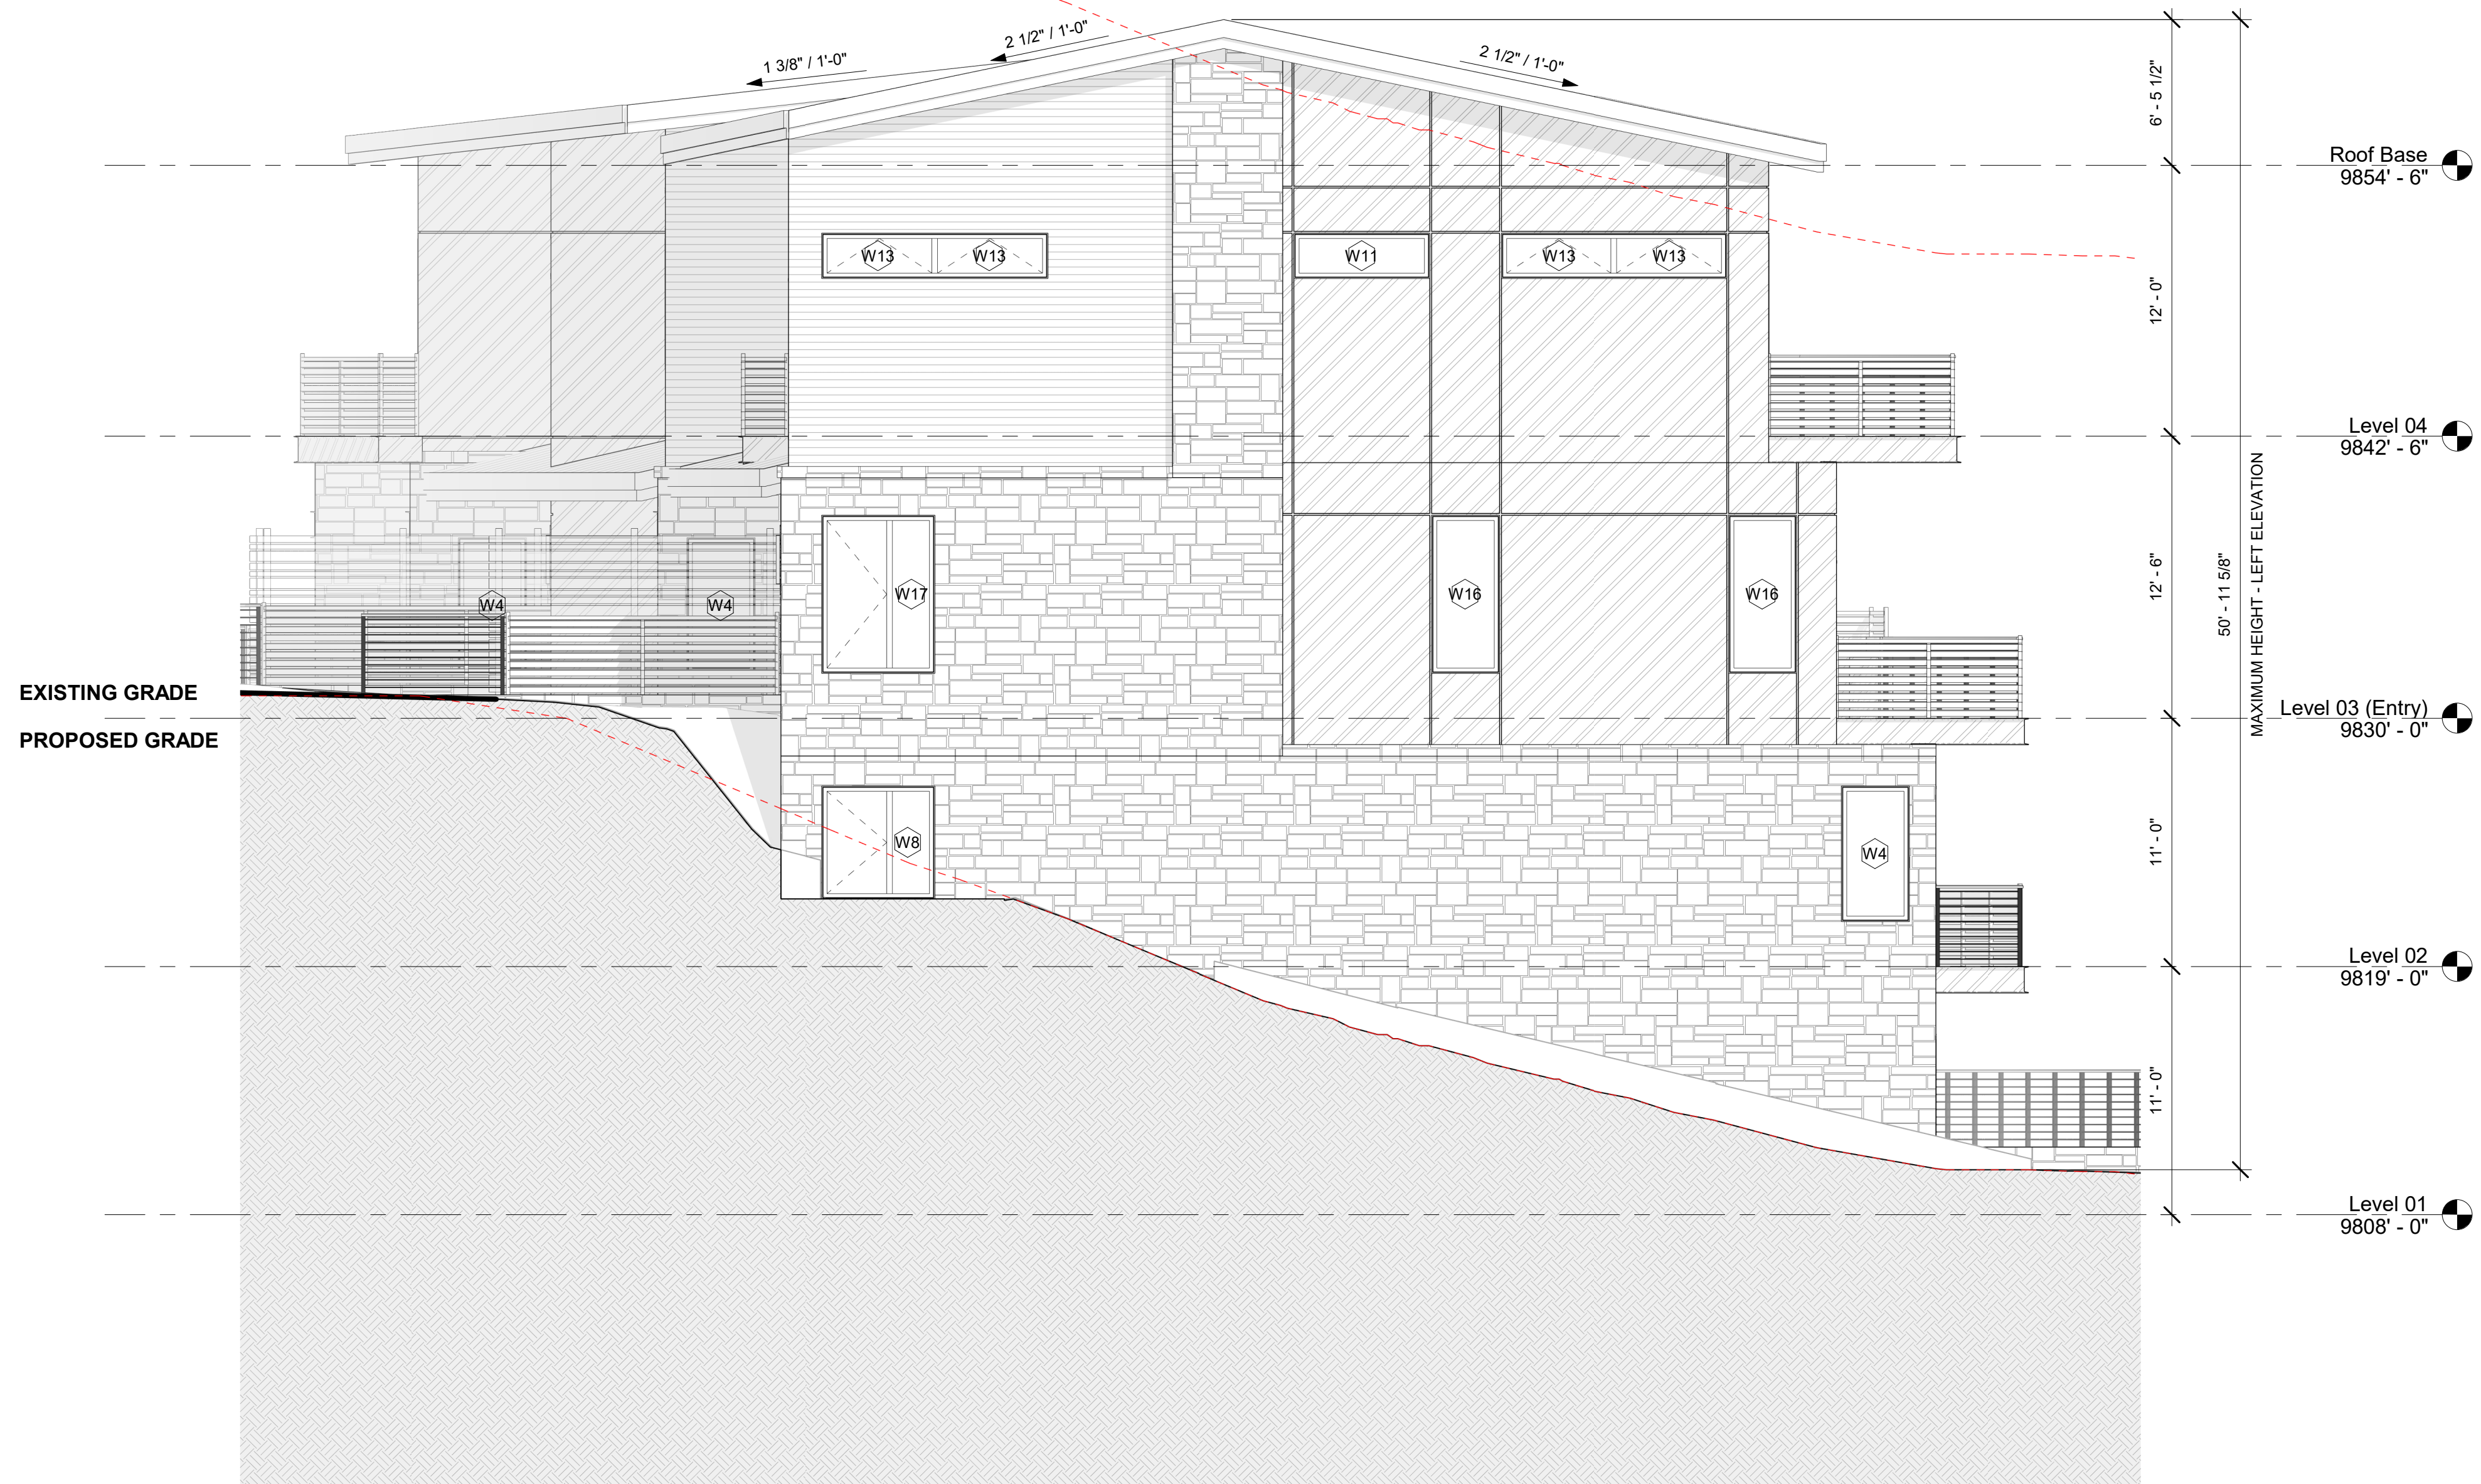 2 1/2" / 1'-0"
1 3/8" / 1'-0"
2 1/2" / 1'-0"
6' - 5 1/2"
Roof Base
9854' - 6"
W13
W13
W11
W13
W13
12' - 0"
Level 04
9842' - 6"
W4
W4
W17
W16
W16
12' - 6"
50' - 11 5/8"
MAXIMUM HEIGHT - LEFT ELEVATION
EXISTING GRADE
PROPOSED GRADE
Level 03 (Entry)
9830' - 0"
W8
W4
11' - 0"
Level 02
9819' - 0"
11' - 0"
Level 01
9808' - 0"